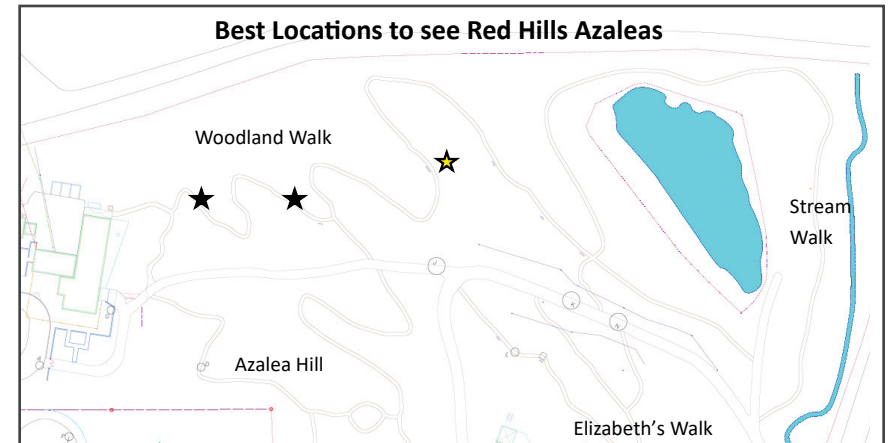 Best Locations to see Red Hills Azaleas
Woodland Walk
Stream
Walk
Azalea Hill
Elizabeth's Walk
J
K
N